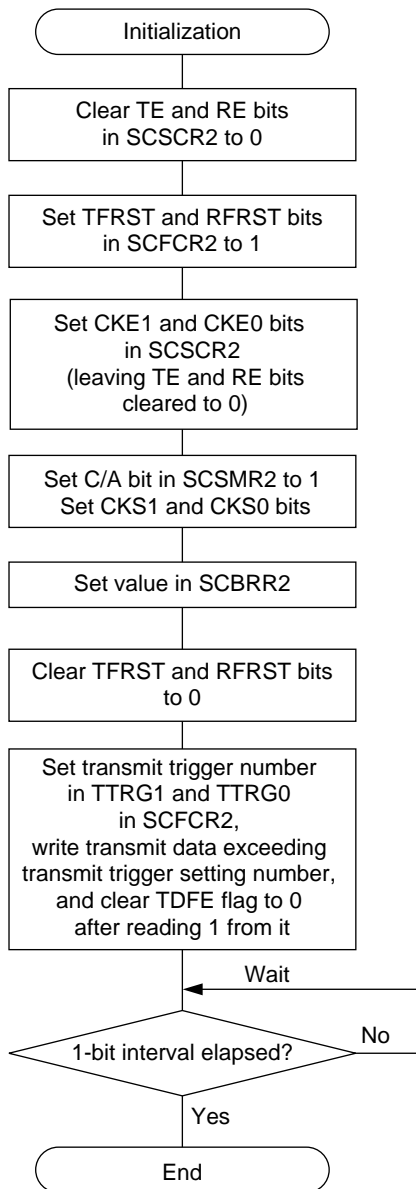 Initialization
Clear TE and RE bits
in SCSCR2 to 0
Set TFRST and RFRST bits
in SCFCR2 to 1
Set CKE1 and CKE0 bits
in SCSCR2
(leaving TE and RE bits
cleared to 0)
Set C/A bit in SCSMR2 to 1
Set CKS1 and CKS0 bits
Set value in SCBRR2
Clear TFRST and RFRST bits
to 0
Set transmit trigger number
in TTRG1 and TTRG0
in SCFCR2,
write transmit data exceeding
transmit trigger setting number,
and clear TDFE flag to 0
after reading 1 from it
Wait
1-bit interval elapsed?
No
Yes
End